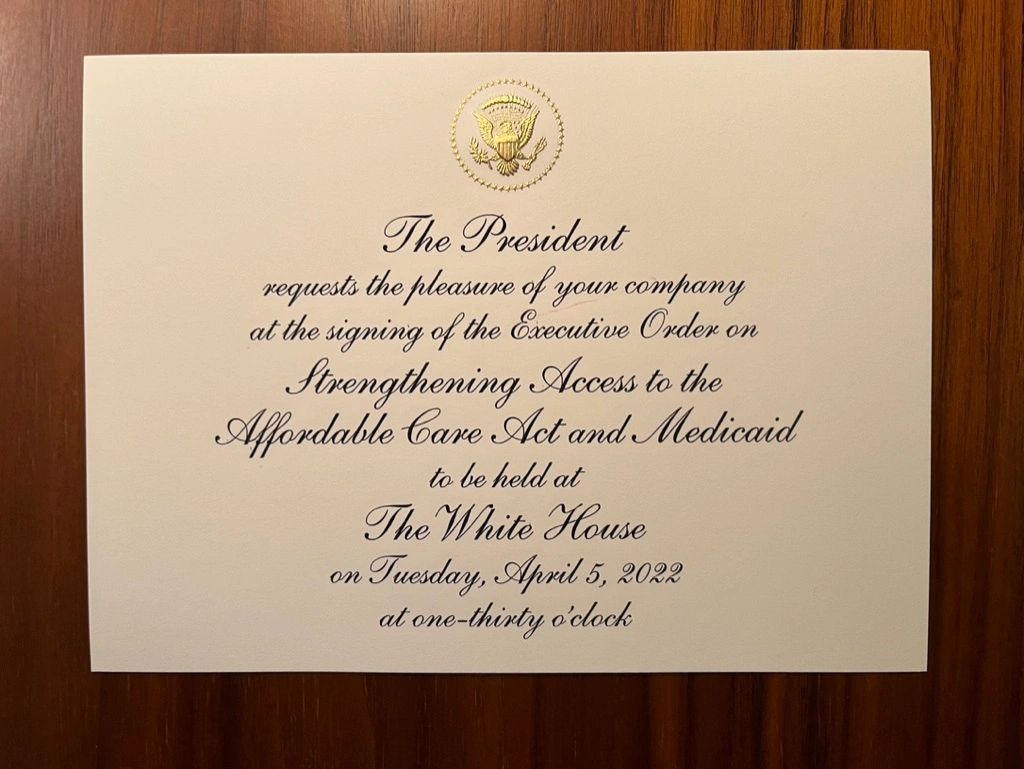 The President
requests the pleasure of your company
at the signing of the Executive Order on
Strengthening Access to the
Affordable Care Act and Medicaid
to be held at
The White House
on Tuesday, April 5, 2022
at one-thirty o'clock